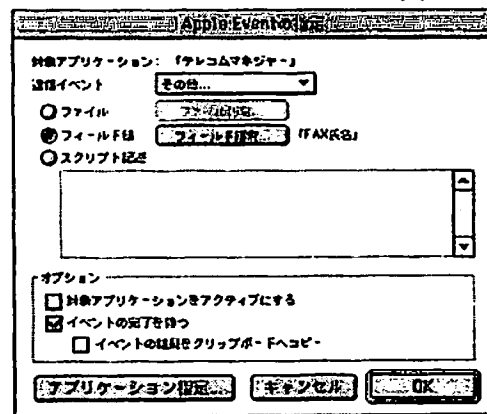 Apple Eventの指定
対象アプリケーション: 「テレコムマネジャー」
送信イベント その他...
ファイル ファイル指定...
フィールド値 フィールド指定... 「FAX氏名」
スクリプト記述
オプション
対象アプリケーションをアクティブにする
イベントの完了を待つ
イベントの結果をクリップボードへコピー
アプリケーション指定... キャンセル OK